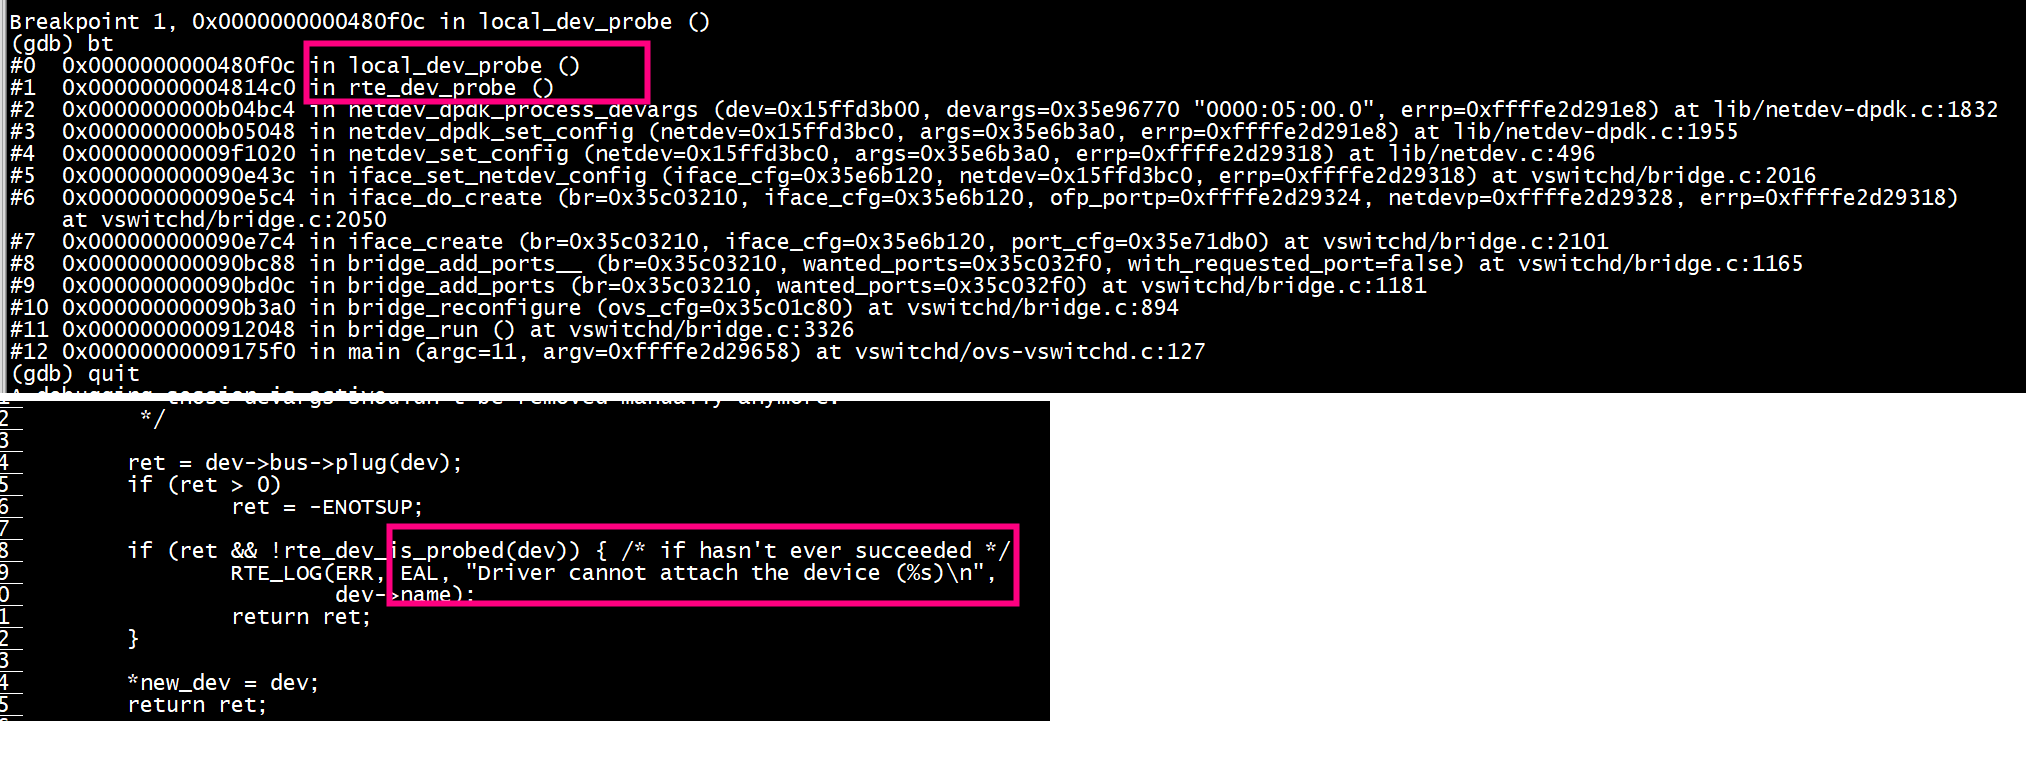 Breakpoint 1, 0x0000000000480f0c in local_dev_probe ()
(gdb) bt
#0  0x0000000000480f0c in local_dev_probe ()
#1  0x00000000004814c0 in rte_dev_probe ()
#2  0x0000000000b04bc4 in netdev_dpdk_process_devargs (dev=0x15ffd3b00, devargs=0x35e96770 "0000:05:00.0", errp=0xffffe2d291e8) at lib/netdev-dpdk.c:1832
#3  0x0000000000b05048 in netdev_dpdk_set_config (netdev=0x15ffd3bc0, args=0x35e6b3a0, errp=0xffffe2d291e8) at lib/netdev-dpdk.c:1955
#4  0x00000000009f1020 in netdev_set_config (netdev=0x15ffd3bc0, args=0x35e6b3a0, errp=0xffffe2d29318) at lib/netdev.c:496
#5  0x000000000090e43c in iface_set_netdev_config (iface_cfg=0x35e6b120, netdev=0x15ffd3bc0, errp=0xffffe2d29318) at vswitchd/bridge.c:2016
#6  0x000000000090e5c4 in iface_do_create (br=0x35c03210, iface_cfg=0x35e6b120, ofp_portp=0xffffe2d29324, netdevp=0xffffe2d29328, errp=0xffffe2d29318)
    at vswitchd/bridge.c:2050
#7  0x000000000090e7c4 in iface_create (br=0x35c03210, iface_cfg=0x35e6b120, port_cfg=0x35e71db0) at vswitchd/bridge.c:2101
#8  0x000000000090bc88 in bridge_add_ports__ (br=0x35c03210, wanted_ports=0x35c032f0, with_requested_port=false) at vswitchd/bridge.c:1165
#9  0x000000000090bd0c in bridge_add_ports (br=0x35c03210, wanted_ports=0x35c032f0) at vswitchd/bridge.c:1181
#10 0x000000000090b3a0 in bridge_reconfigure (ovs_cfg=0x35c01c80) at vswitchd/bridge.c:894
#11 0x0000000000912048 in bridge_run () at vswitchd/bridge.c:3326
#12 0x00000000009175f0 in main (argc=11, argv=0xffffe2d29658) at vswitchd/ovs-vswitchd.c:127
(gdb) quit
2         */
3
4        ret = dev->bus->plug(dev);
5        if (ret > 0)
6                ret = -ENOTSUP;
7
8        if (ret && !rte_dev_is_probed(dev)) { /* if hasn't ever succeeded */
9                RTE_LOG(ERR, EAL, "Driver cannot attach the device (%s)\n",
0                        dev->name);
1                return ret;
2        }
3
4        *new_dev = dev;
5        return ret;